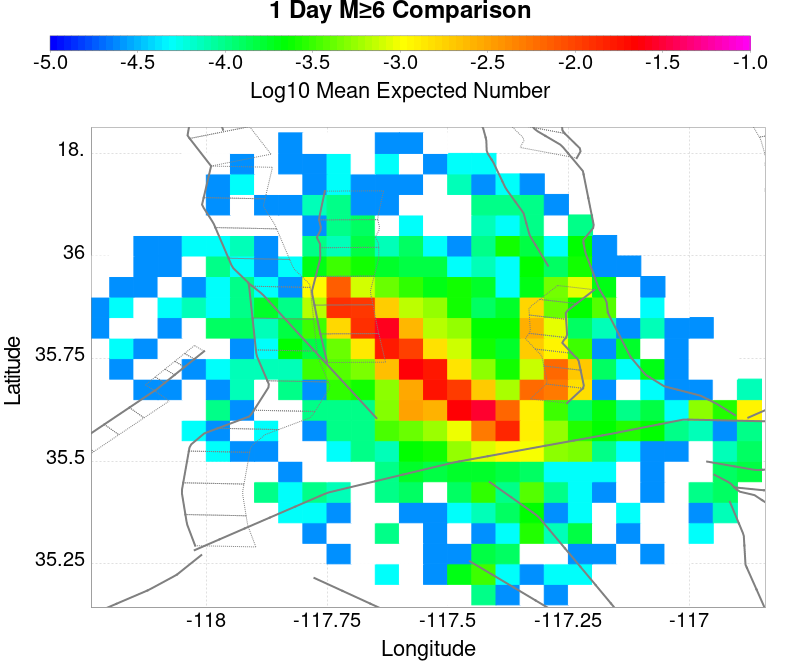 1 Day M≥6 Comparison
-5.0 -4.5 -4.0 -3.5 -3.0 -2.5 -2.0 -1.5 -1.0
Log10 Mean Expected Number
18.
36
35.75
35.5
35.25
Latitude
-118 -117.75 -117.5 -117.25 -117
Longitude